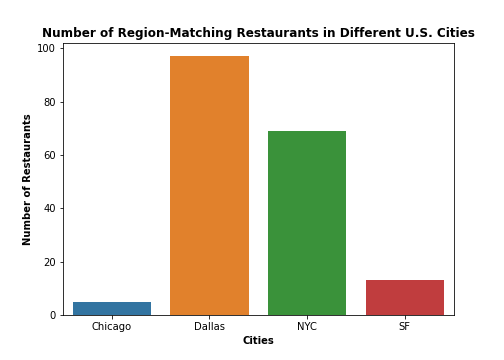 Number of Region-Matching Restaurants in Different U.S. Cities
100
80
60
40
20
0
Number of Restaurants
Chicago Dallas NYC SF
Cities